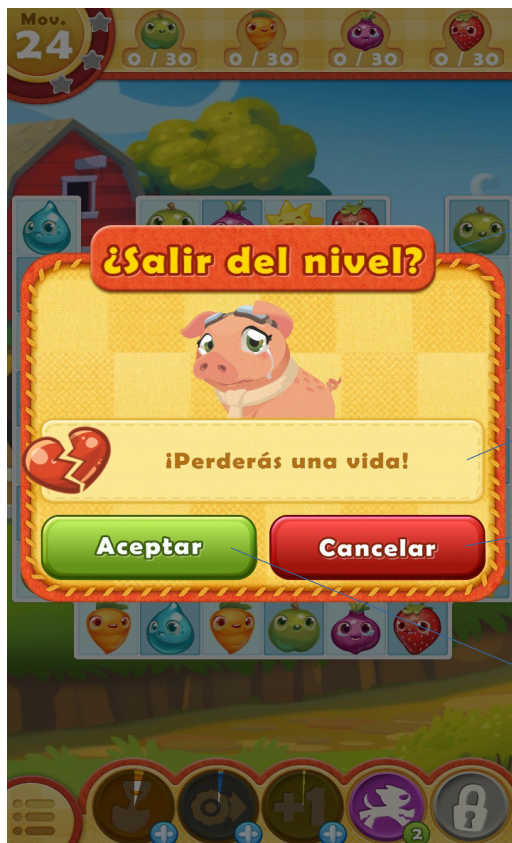 Mov.
24
0 / 30 0 / 30 0 / 30 0 / 30
¿Salir del nivel?
¡Perderás una vida!
Aceptar Cancelar
+1
2